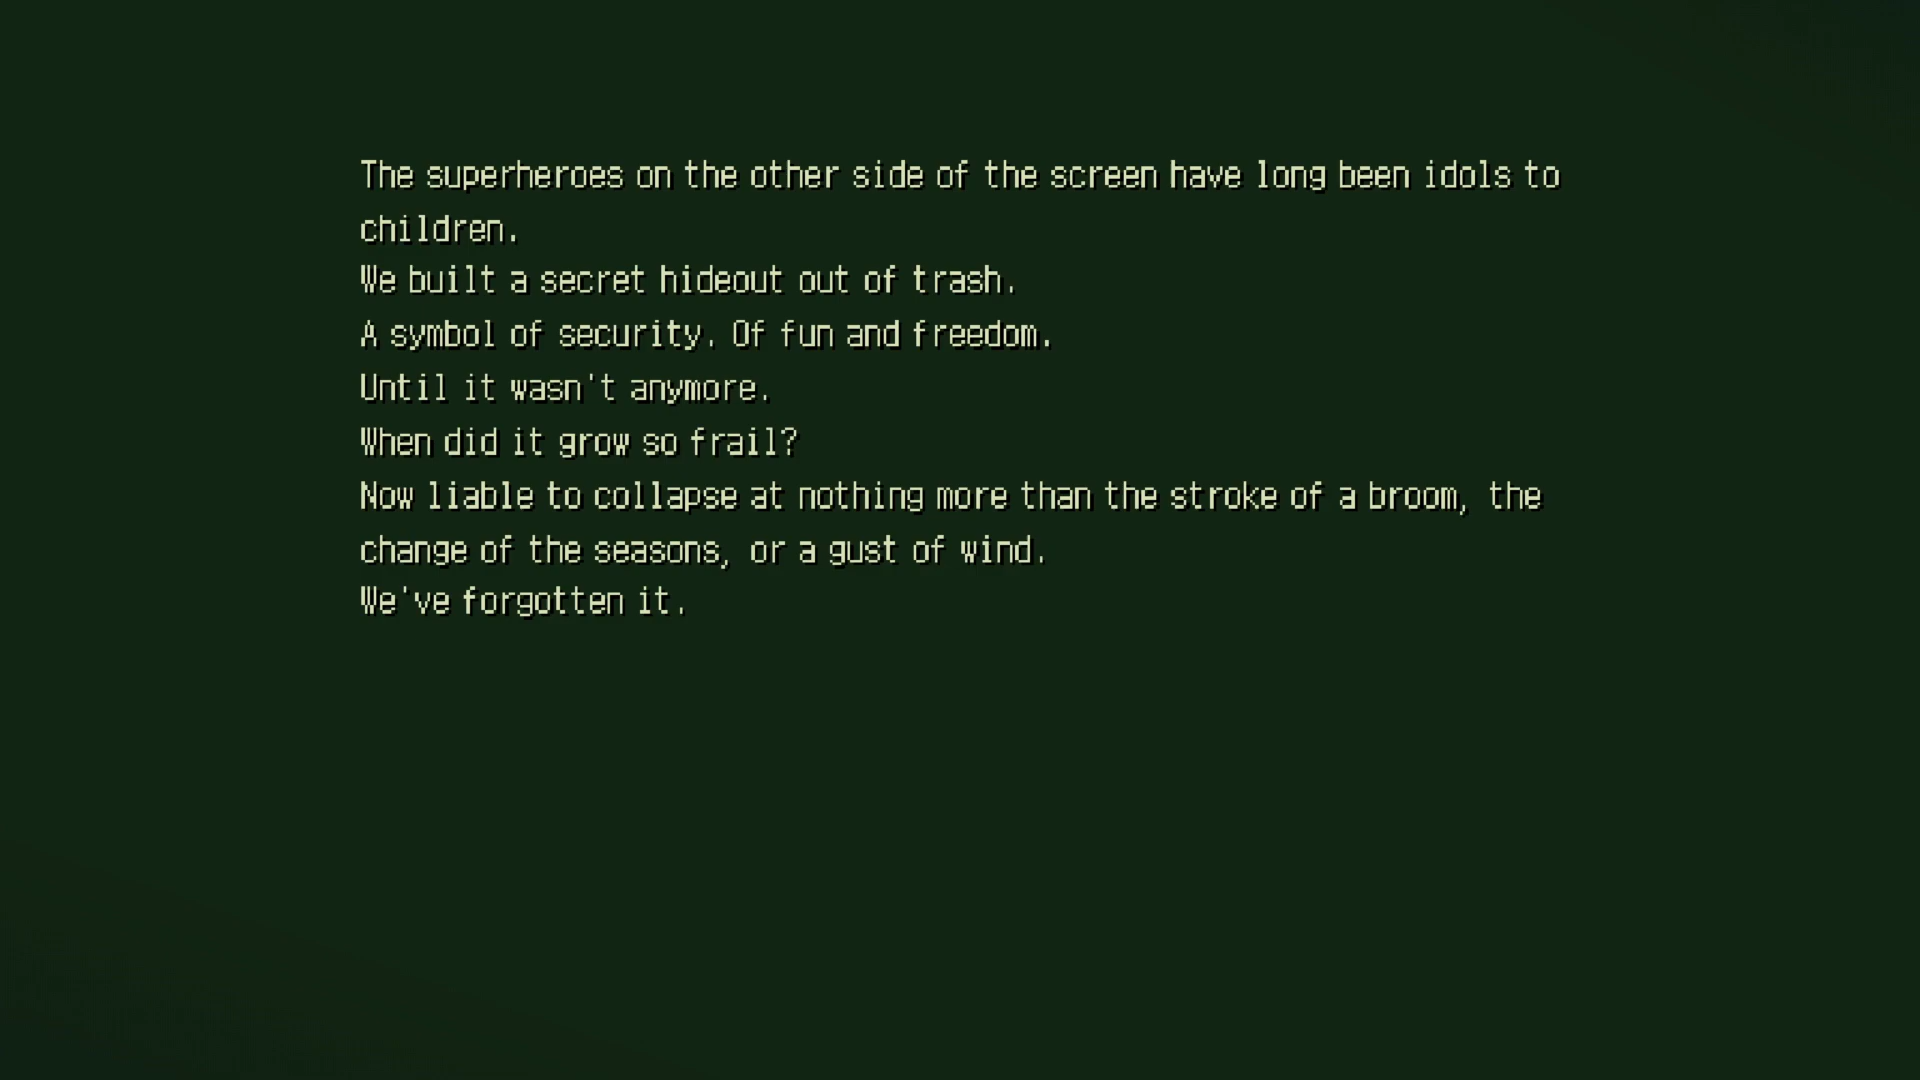 The superheroes on the other side of the screen have long been idols to
children.
We built a secret hideout out of trash.
A symbol of security. Of fun and freedom.
Until it wasn't anymore.
When did it grow so frail?
Now liable to collapse at nothing more than the stroke of a broom, the
change of the seasons, or a gust of wind.
We've forgotten it.